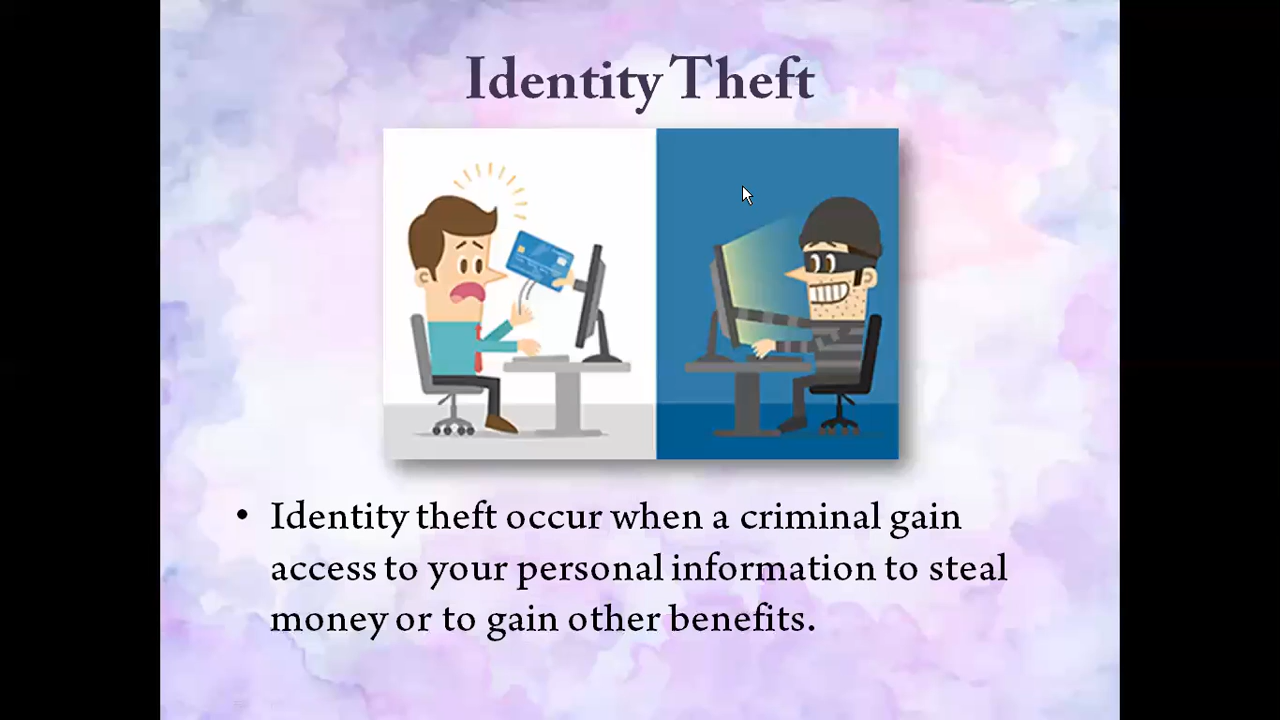 Identity Theft
• Identity theft occur when a criminal gain
access to your personal information to steal
money or to gain other benefits.